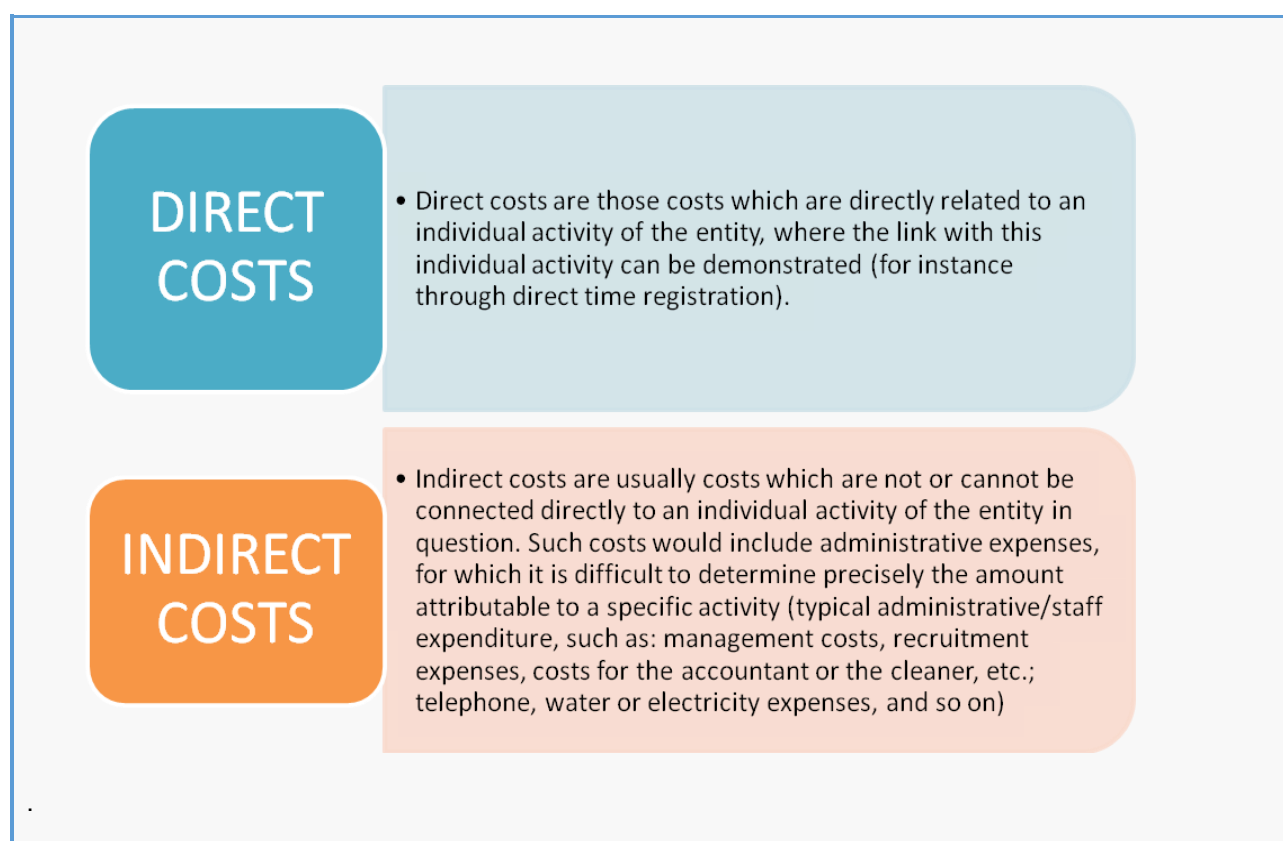 DIRECT
COSTS
• Direct costs are those costs which are directly related to an
individual activity of the entity, where the link with this
individual activity can be demonstrated (for instance
through direct time registration).
INDIRECT
COSTS
• Indirect costs are usually costs which are not or cannot be
connected directly to an individual activity of the entity in
question. Such costs would include administrative expenses,
for which it is difficult to determine precisely the amount
attributable to a specific activity (typical administrative/staff
expenditure, such as: management costs, recruitment
expenses, costs for the accountant or the cleaner, etc.;
telephone, water or electricity expenses, and so on)
.